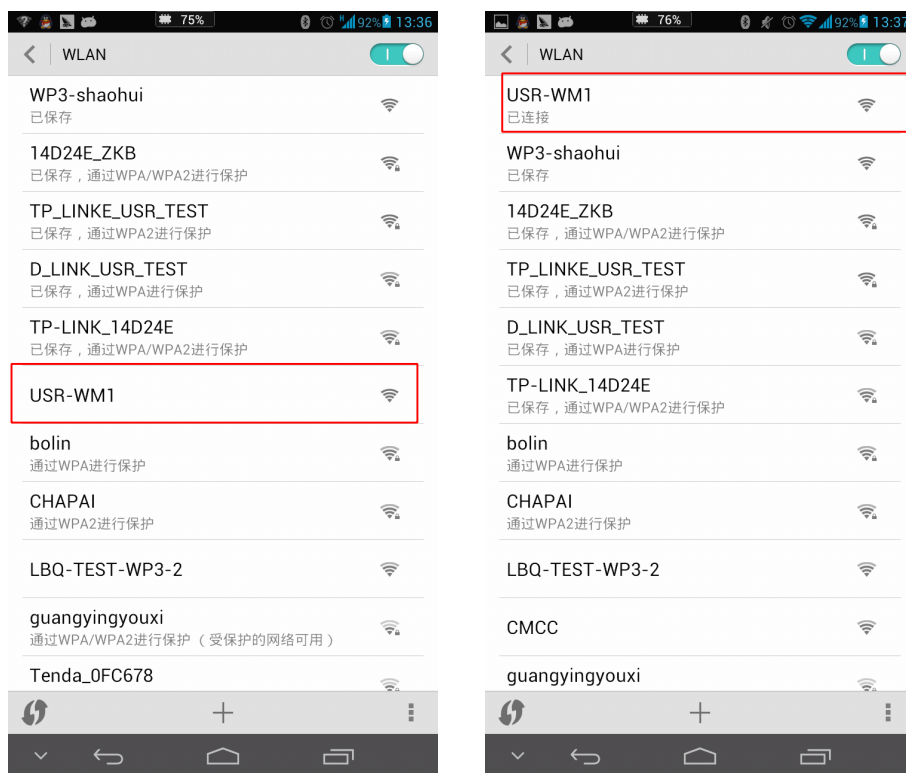 75%
92% 13:36
WLAN
WP3-shaohui
已保存
14D24E_ZKB
已保存，通过WPA/WPA2进行保护
TP_LINKE_USR_TEST
已保存，通过WPA2进行保护
D_LINK_USR_TEST
已保存，通过WPA进行保护
TP-LINK_14D24E
已保存，通过WPA/WPA2进行保护
USR-WM1
bolin
通过WPA进行保护
CHAPAI
通过WPA2进行保护
LBQ-TEST-WP3-2
guangyingyouxi
通过WPA/WPA2进行保护（受保护的网络可用）
Tenda_0FC678
76%
92% 13:37
WLAN
USR-WM1
已连接
WP3-shaohui
已保存
14D24E_ZKB
已保存，通过WPA/WPA2进行保护
TP_LINKE_USR_TEST
已保存，通过WPA2进行保护
D_LINK_USR_TEST
已保存，通过WPA进行保护
TP-LINK_14D24E
已保存，通过WPA/WPA2进行保护
bolin
通过WPA进行保护
CHAPAI
通过WPA2进行保护
LBQ-TEST-WP3-2
CMCC
guangyingyouxi